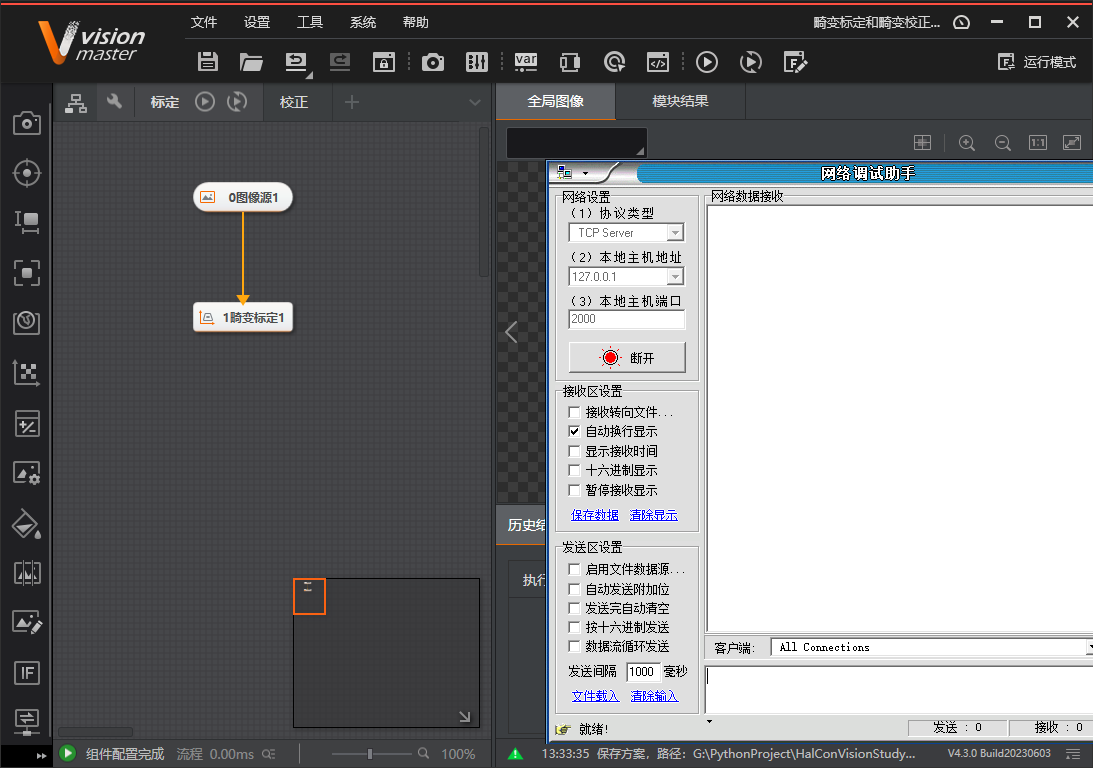 vision
master
文件 设置 工具 系统 帮助
畸变标定和畸变校正...
var
运行模式
标定 校正
全局图像 模块结果
1:1
0图像源1
1畸变标定1
网络调试助手
网络设置
(1) 协议类型
TCP Server
(2) 本地主机地址
127.0.0.1
(3) 本地主机端口
2000
断开
接收区设置
接收转向文件...
自动换行显示
显示接收时间
十六进制显示
暂停接收显示
保存数据 清除显示
发送区设置
启用文件数据源...
自动发送附加位
发送完自动清空
按十六进制发送
数据流循环发送
发送间隔 1000 毫秒
文件载入 清除输入
就绪!
网络数据接收
客户端: All Connections
发送 : 0 接收 : 0
历史结
执行
IF
组件配置完成 流程 0.00ms 100%
13:33:35 保存方案，路径：G:\PythonProject\HalConVisionStudy...
V4.3.0 Build20230603